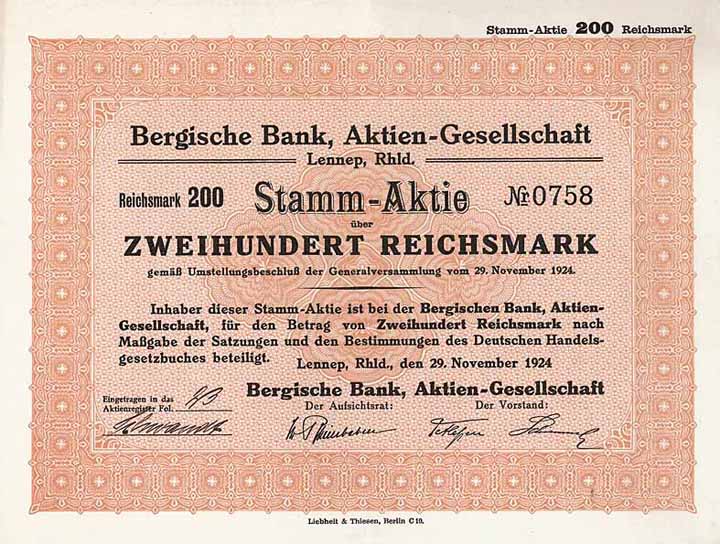 Stamm-Aktie 200 Reichsmark
Bergische Bank, Aktien-Gesellschaft
Lennep, Rhld.
Reichsmark 200 Stamm-Aktie № 0758
über
ZWEIHUNDERT REICHSMARK
gemäß Umstellungsbeschluß der Generalversammlung vom 29. November 1924.
Inhaber dieser Stamm-Aktie ist bei der Bergischen Bank, Aktien-
Gesellschaft, für den Betrag von Zweihundert Reichsmark nach
Maßgabe der Satzungen und den Bestimmungen des Deutschen Handels-
gesetzbuches beteiligt.
Lennep, Rhld., den 29. November 1924
Bergische Bank, Aktien-Gesellschaft
Eingetragen in das
Aktienregister Fol. 43
Der Aufsichtsrat: Der Vorstand:
Liebheit & Thiesen, Berlin C 19.